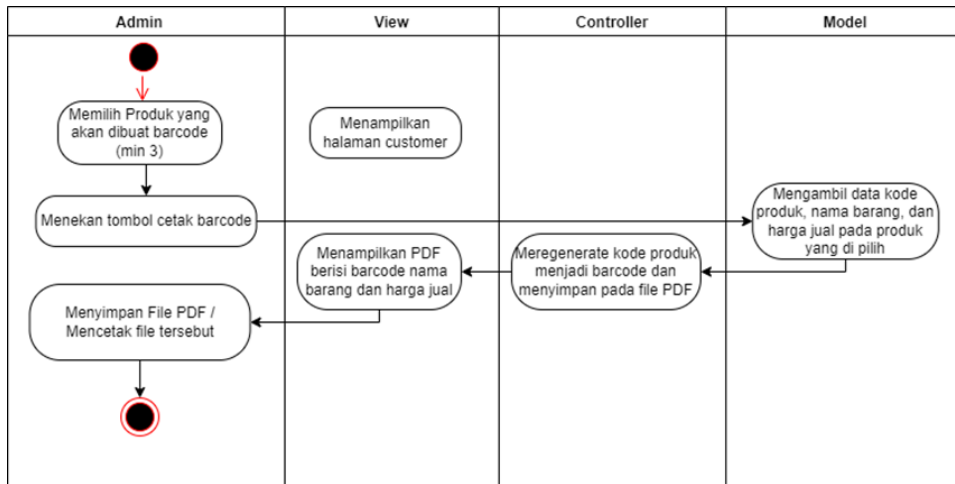 Admin
View
Controller
Model
Memilih Produk yang
akan dibuat barcode
(min 3)
Menampilkan
halaman customer
Menekan tombol cetak barcode
Mengambil data kode
produk, nama barang, dan
harga jual pada produk
yang di pilih
Meregenerate kode produk
menjadi barcode dan
menyimpan pada file PDF
Menampilkan PDF
berisi barcode nama
barang dan harga jual
Menyimpan File PDF /
Mencetak file tersebut